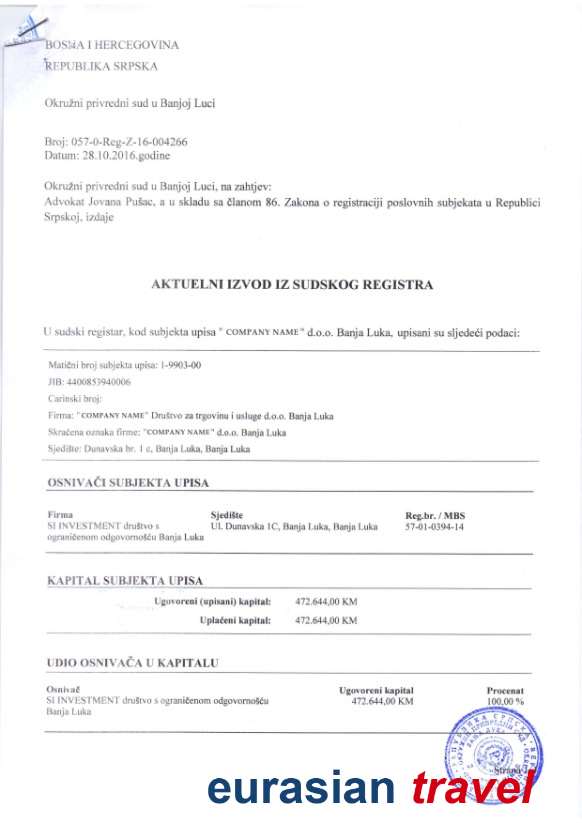 BOSNA I HERCEGOVINA
REPUBLIKA SRPSKA
Okružni privredni sud u Banjoj Luci
Broj: 057-0-Reg-Z-16-004266
Datum: 28.10.2016.godine
Okružni privredni sud u Banjoj Luci, na zahtjev:
Advokat Jovana Pušac, a u skladu sa članom 86. Zakona o registraciji poslovnih subjekata u Republici
Srpskoj, izdaje
AKTUELNI IZVOD IZ SUDSKOG REGISTRA
U sudski registar, kod subjekta upisa " COMPANY NAME " d.o.o. Banja Luka, upisani su sljedeći podaci:
Matični broj subjekta upisa: 1-9903-00
JIB: 4400853940006
Carinski broj:
Firma: "COMPANY NAME" Društvo za trgovinu i usluge d.o.o. Banja Luka
Skraćena oznaka firme: "COMPANY NAME" d.o.o. Banja Luka
Sjedište: Dunavska br. 1 c, Banja Luka, Banja Luka
OSNIVAČI SUBJEKTA UPISA
Firma Sjedište Reg.br. / MBS
SI INVESTMENT društvo s Ul. Dunavska 1C, Banja Luka, Banja Luka 57-01-0394-14
ograničenom odgovornošću Banja Luka
KAPITAL SUBJEKTA UPISA
Ugovoreni (upisani) kapital: 472.644,00 KM
Uplaćeni kapital: 472.644,00 KM
UDIO OSNIVAČA U KAPITALU
Osnivač Ugovoreni kapital Procenat
SI INVESTMENT društvo s ograničenom odgovornošću 472.644,00 KM 100,00 %
Banja Luka
eurasian travel